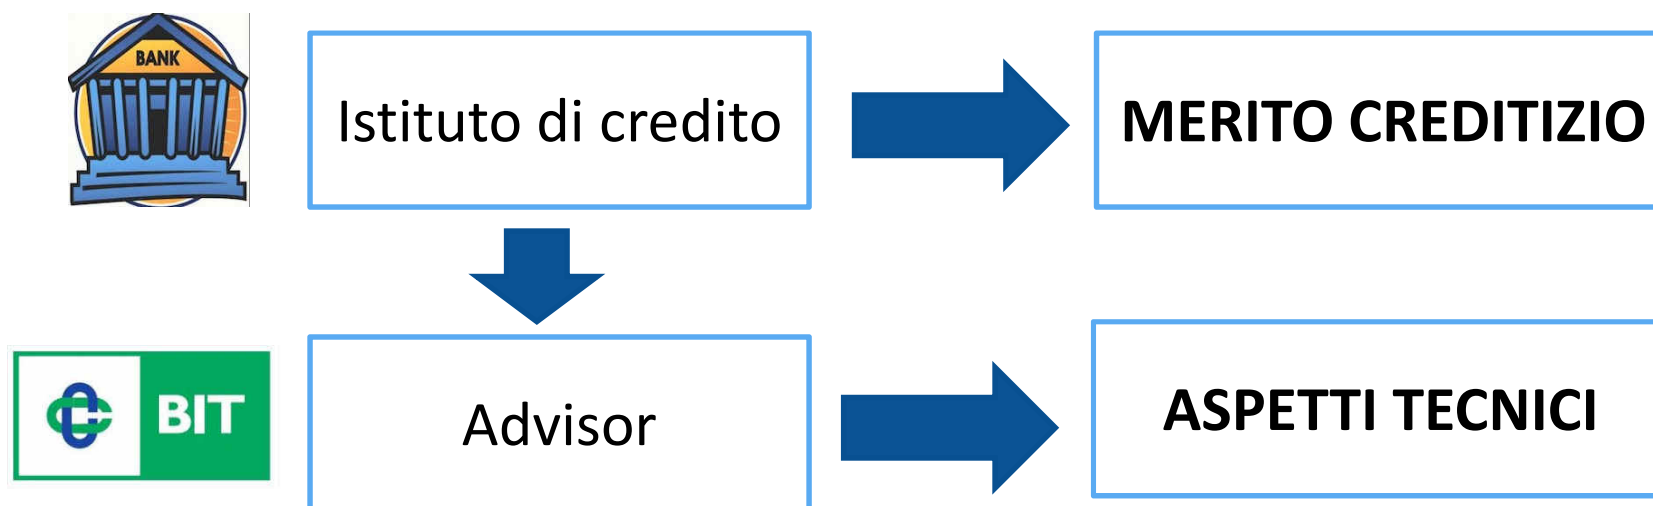 BANK
Istituto di credito
MERITO CREDITIZIO
BIT
Advisor
ASPETTI TECNICI